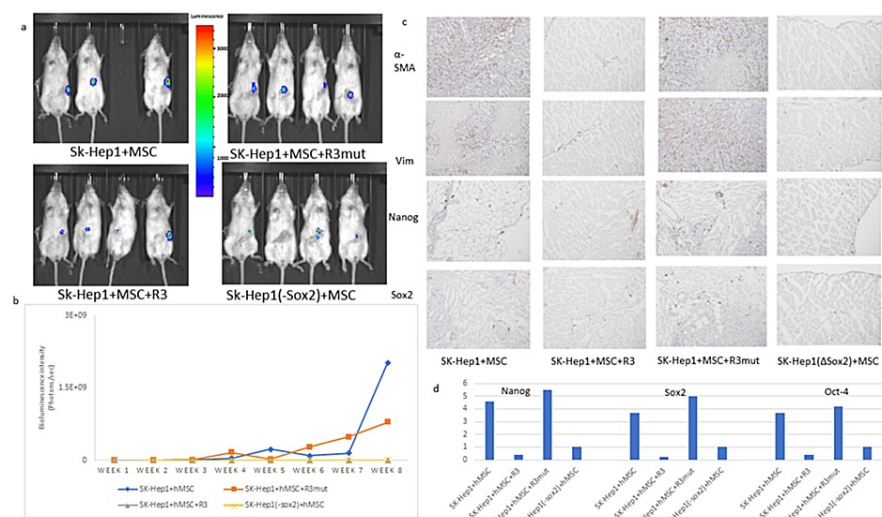 a
Luminescence
3000
2000
1000
Sk-Hep1+MSC
SK-Hep1+MSC+R3mut
Sk-Hep1+MSC+R3
Sk-Hep1(-Sox2)+MSC
b
3E+09
1.5E+09
0
Bioluminescence intensity
(Photons/sec)
WEEK 1 WEEK 2 WEEK 3 WEEK 4 WEEK 5 WEEK 6 WEEK 7 WEEK 8
SK-Hep1+hMSC
SK-Hep1+hMSC+R3mut
SK-Hep1+hMSC+R3
SK-Hep1(-sox2)+hMSC
c
α-
SMA
Vim
Nanog
Sox2
SK-Hep1+MSC
SK-Hep1+MSC+R3
SK-Hep1+MSC+R3mut
SK-Hep1(ΔSox2)+MSC
d
6
5
4
3
2
1
0
Nanog
Sox2
Oct-4
SK-Hep1+hMSC
SK-Hep1+hMSC+R3
SK-Hep1+hMSC+R3mut
SK-Hep1(-sox2)+hMSC
SK-Hep1+hMSC
SK-Hep1+hMSC+R3
SK-Hep1+hMSC+R3mut
SK-Hep1(-sox2)+hMSC
SK-Hep1+hMSC
SK-Hep1+hMSC+R3
SK-Hep1+hMSC+R3mut
SK-Hep1(-sox2)+hMSC